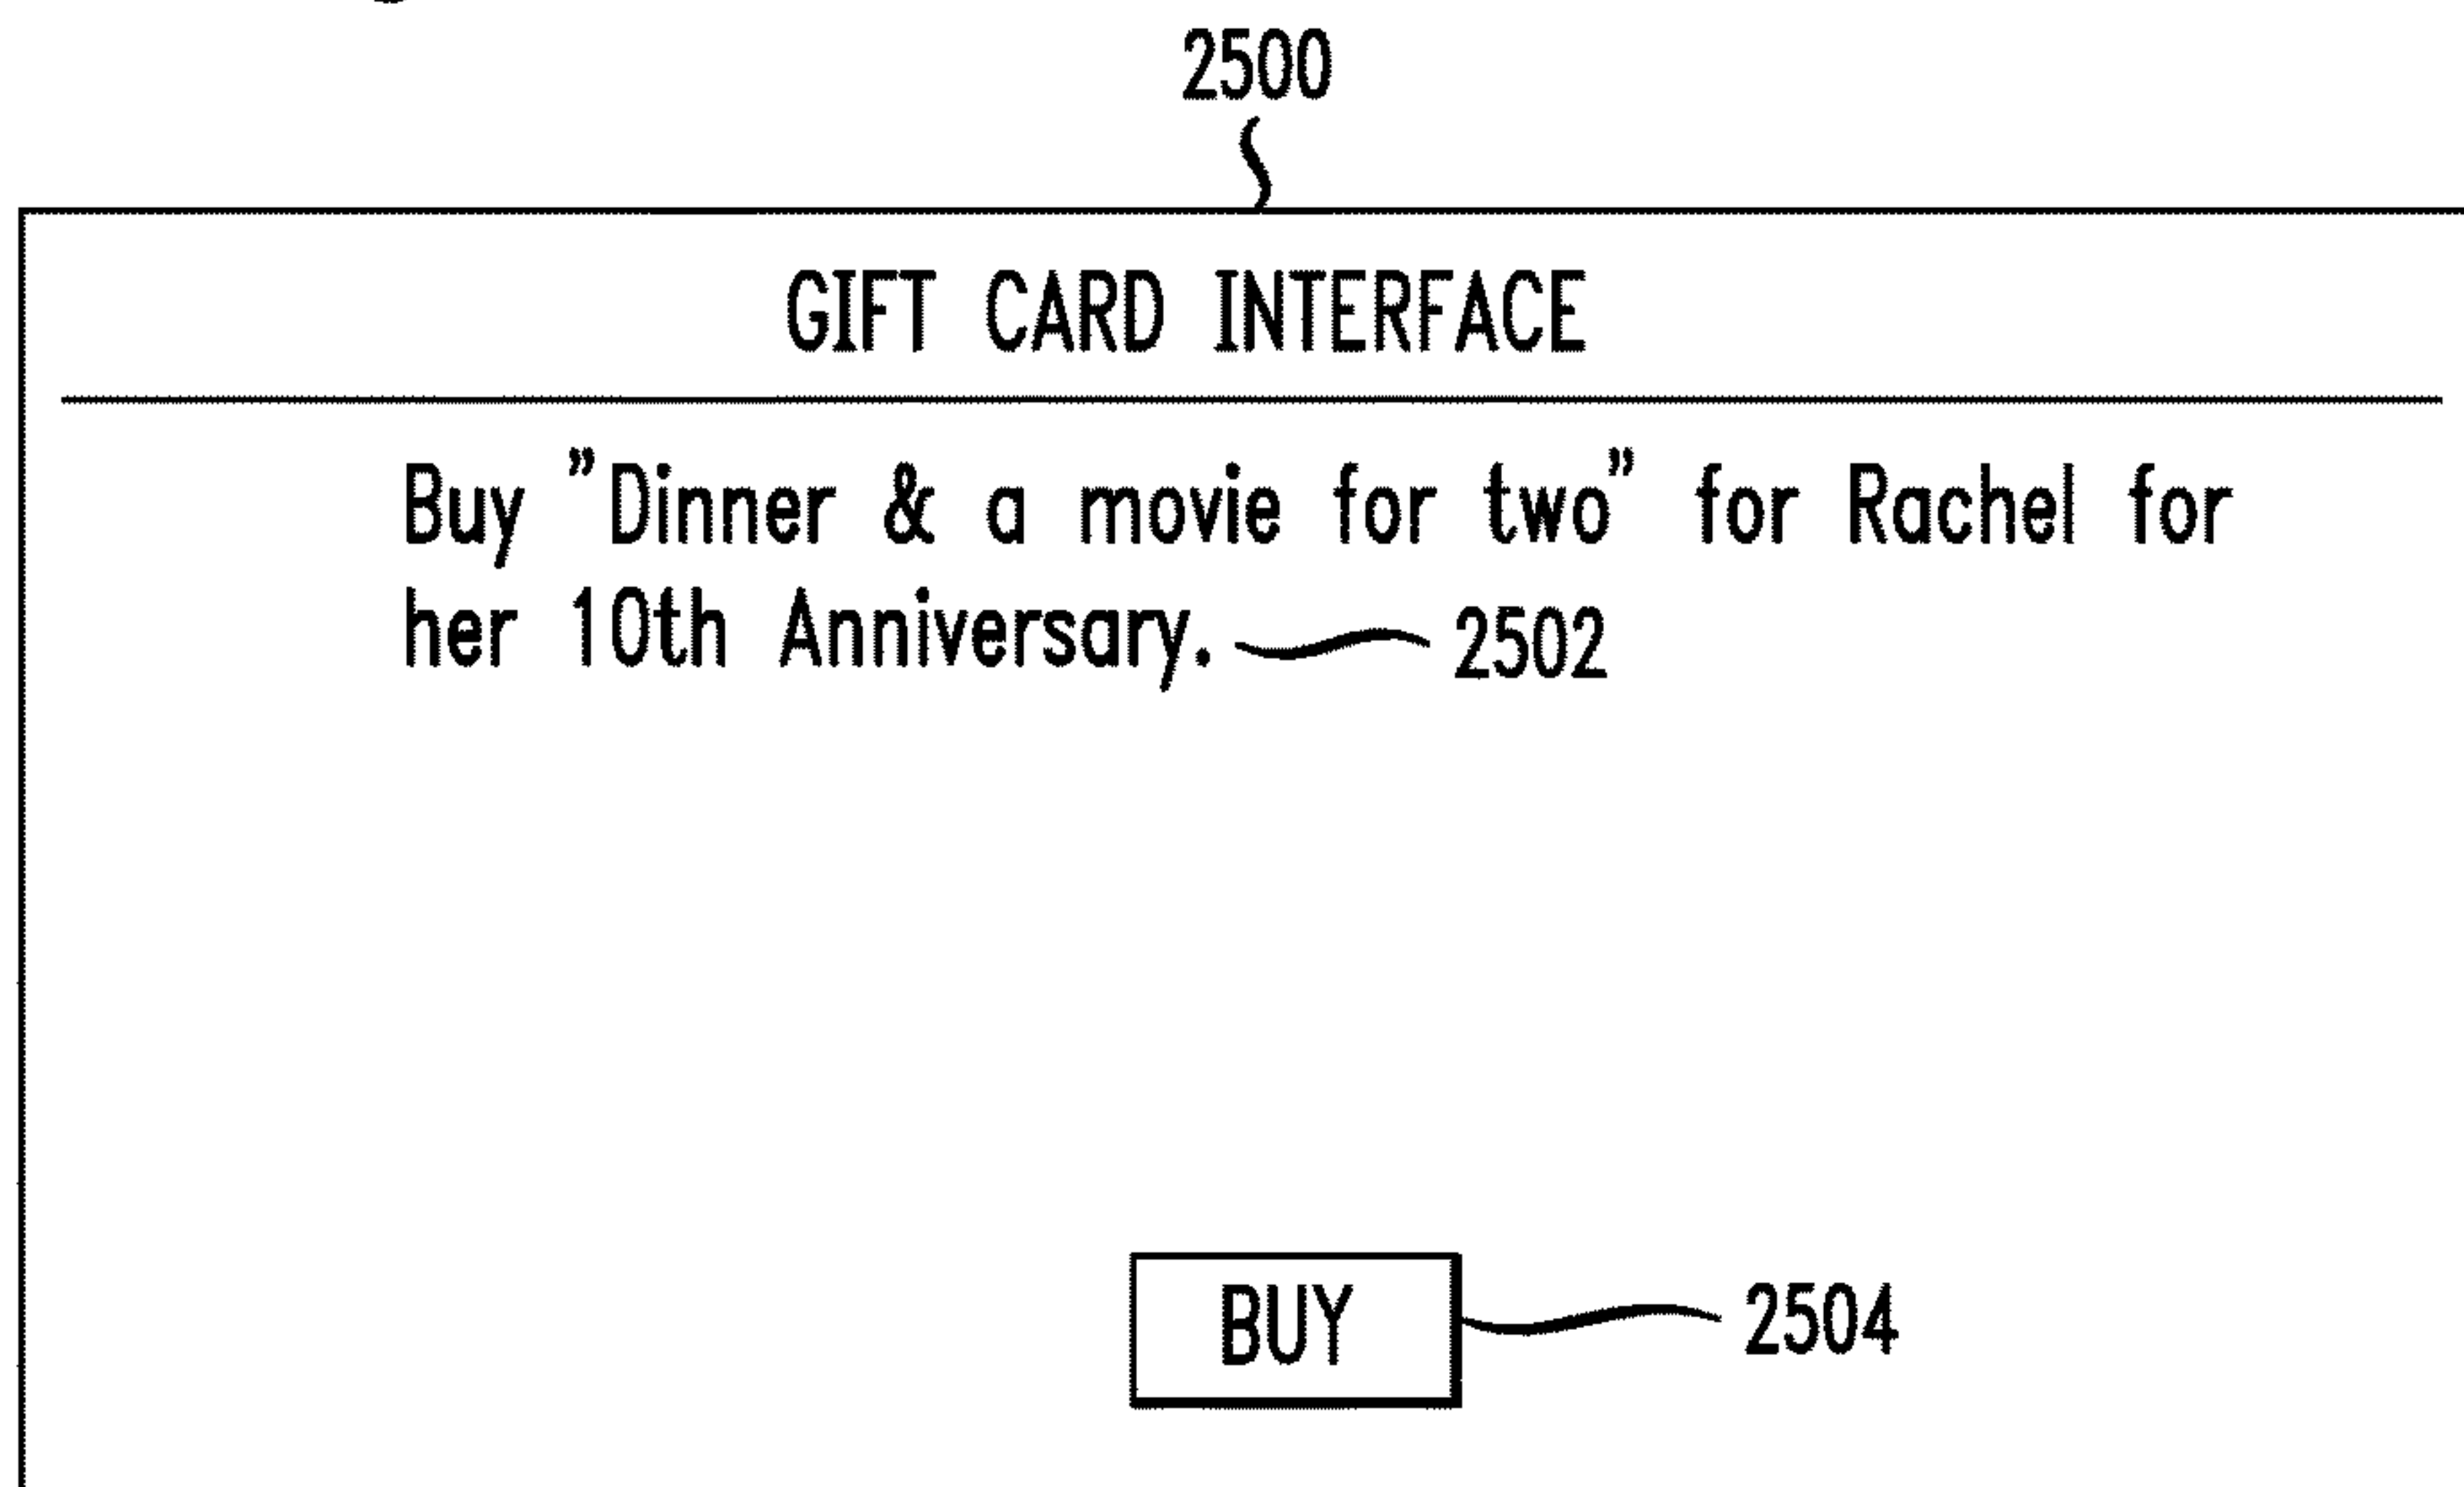 2500
GIFT CARD INTERFACE
Buy ”Dinner & a movie for two” for Rachel for
her 10th Anniversary. 2502
BUY 2504